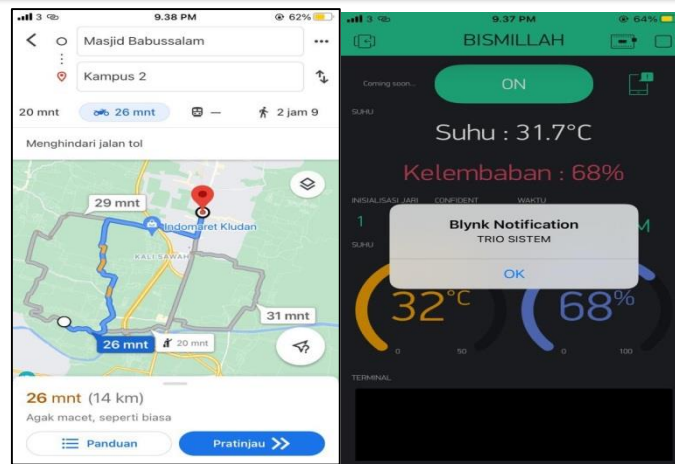 3
9.38 PM
62%
Masjid Babussalam
Kampus 2
20 mnt
26 mnt
—
2 jam 9
Menghindari jalan tol
29 mnt
Indomaret Kludan
KALI SAWAH
31 mnt
26 mnt
20 mnt
26 mnt (14 km)
Agak macet, seperti biasa
Panduan
Pratinjau
3
9.37 PM
64%
BISMILLAH
Coming soon...
ON
1
SUHU
Suhu : 31.7°C
Kelembaban : 68%
INISIALISASI JARI
CONFIDENT
WAKTU
1
M
Blynk Notification
TRIO SISTEM
OK
SUHU
32°C
0
50
68%
0
100
TERMINAL